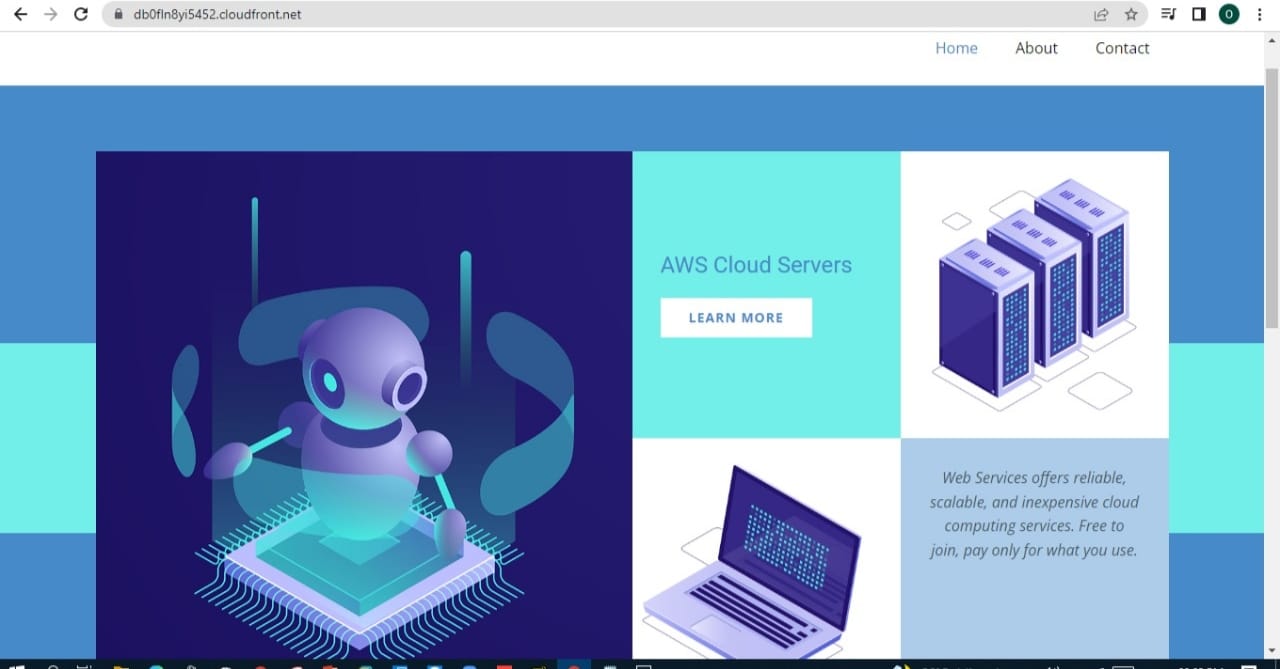 db0fln8yi5452.cloudfront.net
O
Home About Contact
AWS Cloud Servers
LEARN MORE
Web Services offers reliable,
scalable, and inexpensive cloud
computing services. Free to
join, pay only for what you use.